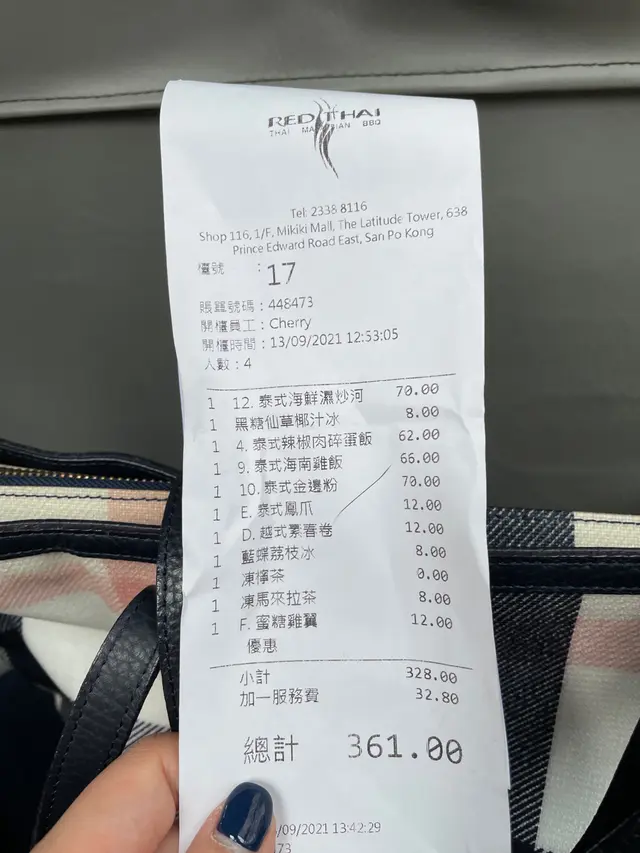 RED THAI
THAI BBQ
Tel: 2338 8116
Shop 116, 1/F, Mikiki Mall, The Latitude Tower, 638
Prince Edward Road East, San Po Kong
檯號 : 17
賬單號碼 : 448473
開檯員工 : Cherry
開檯時間 : 13/09/2021 12:53:05
人數 : 4
1 12. 泰式海鮮濕炒河 70.00
1 黑糖仙草椰汁冰 8.00
1 4. 泰式辣椒肉碎蛋飯 62.00
1 9. 泰式海南雞飯 66.00
1 10. 泰式金邊粉 70.00
1 E. 泰式鳳爪 12.00
1 D. 越式素春卷 12.00
1 藍蝶荔枝冰 8.00
1 凍檸茶 0.00
1 凍馬來拉茶 8.00
1 F. 蜜糖雞翼 12.00
優惠
小計 328.00
加一服務費 32.80
總計 361.00
/09/2021 13:42:29
73